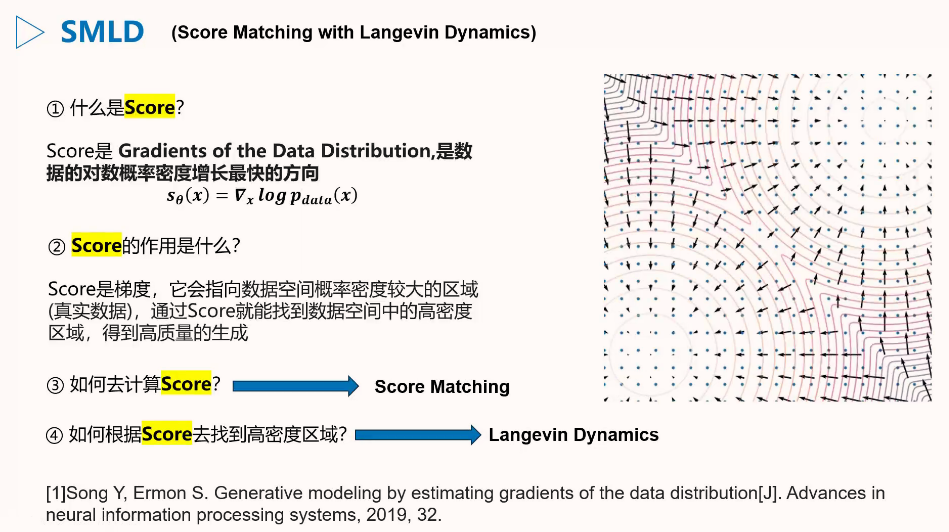 SMLD (Score Matching with Langevin Dynamics)
① 什么是Score?
Score是 Gradients of the Data Distribution,是数
据的对数概率密度增长最快的方向
s_θ(x) = ∇_x log p_data(x)
② Score的作用是什么?
Score是梯度，它会指向数据空间概率密度较大的区域
(真实数据)，通过Score就能找到数据空间中的高密度
区域，得到高质量的生成
③ 如何去计算Score? Score Matching
④ 如何根据Score去找到高密度区域? Langevin Dynamics
[1]Song Y, Ermon S. Generative modeling by estimating gradients of the data distribution[J]. Advances in
neural information processing systems, 2019, 32.